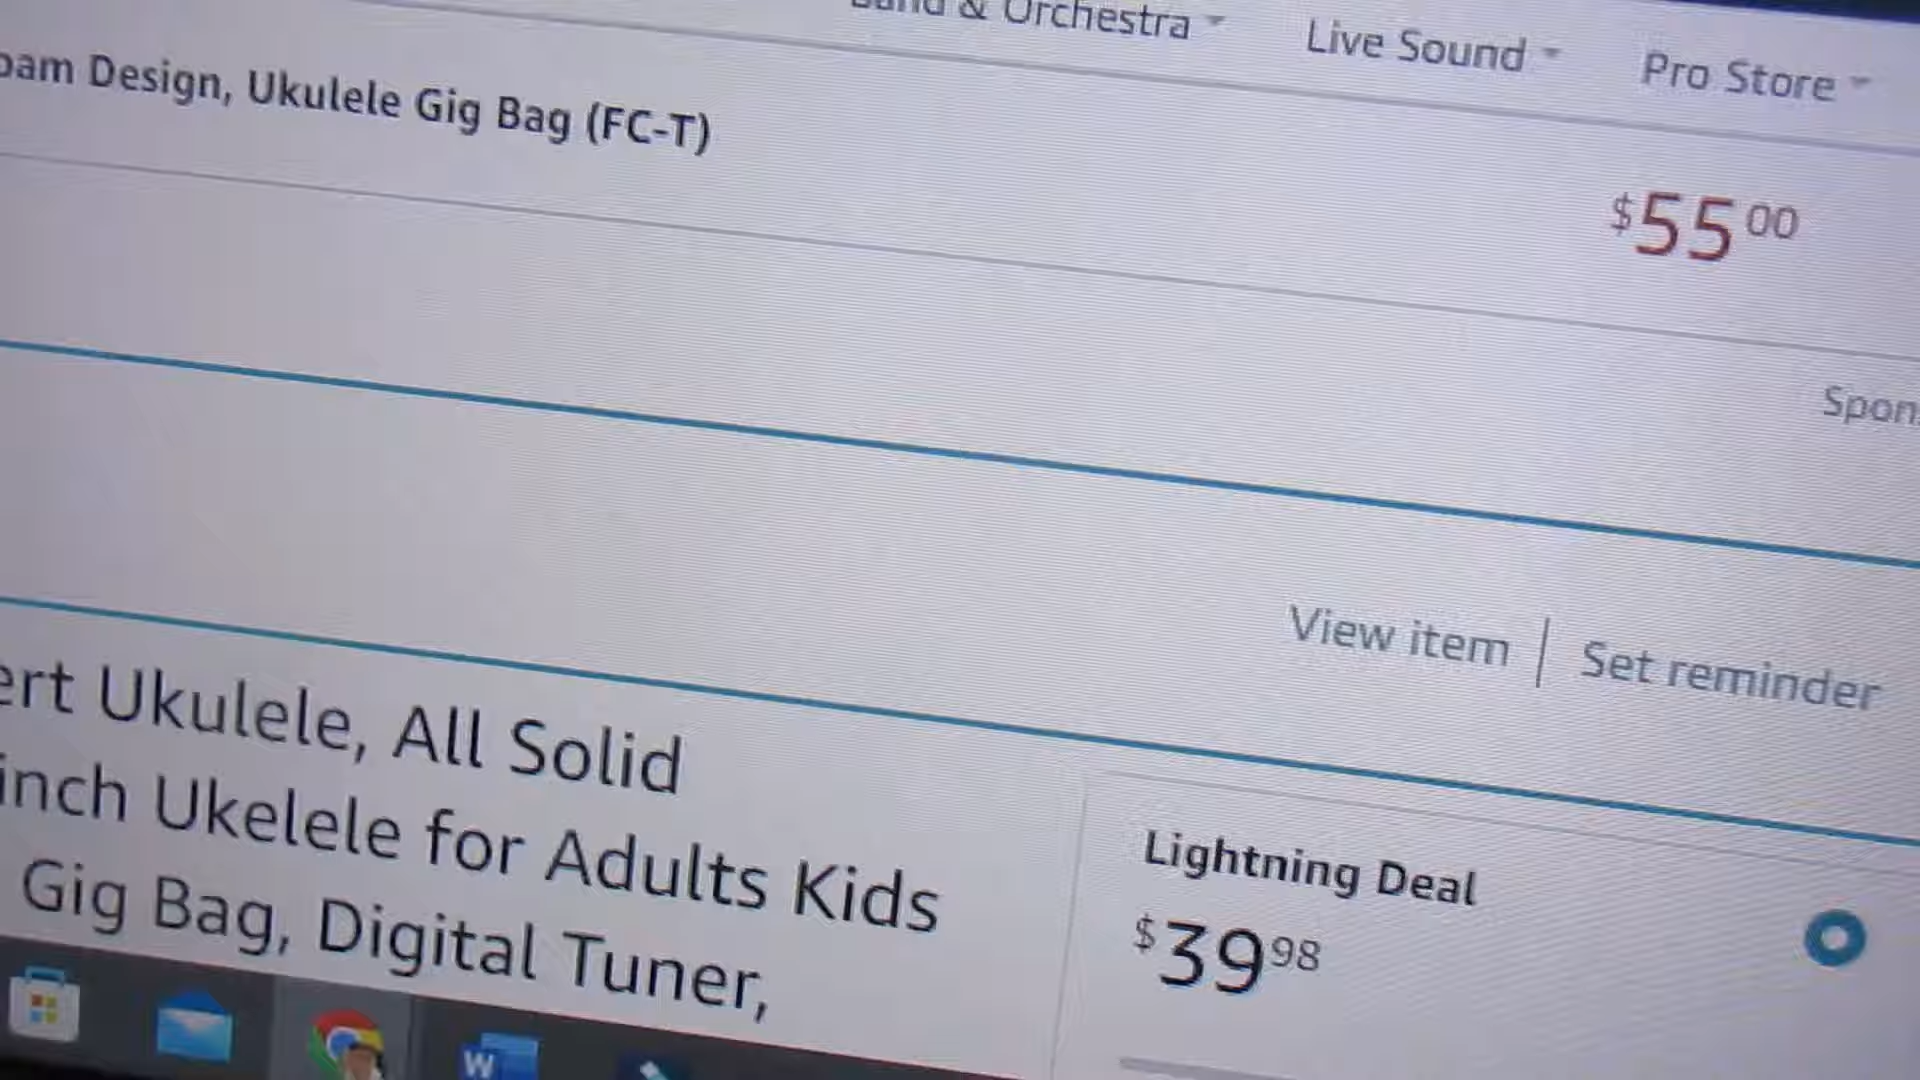 & Orchestra
Live Sound
Pro Store
Design, Ukulele Gig Bag (FC-T)
$55 00
View item | Set reminder
Ukulele, All Solid
inch Ukelele for Adults Kids
Gig Bag, Digital Tuner,
Lightning Deal
$39 98
W